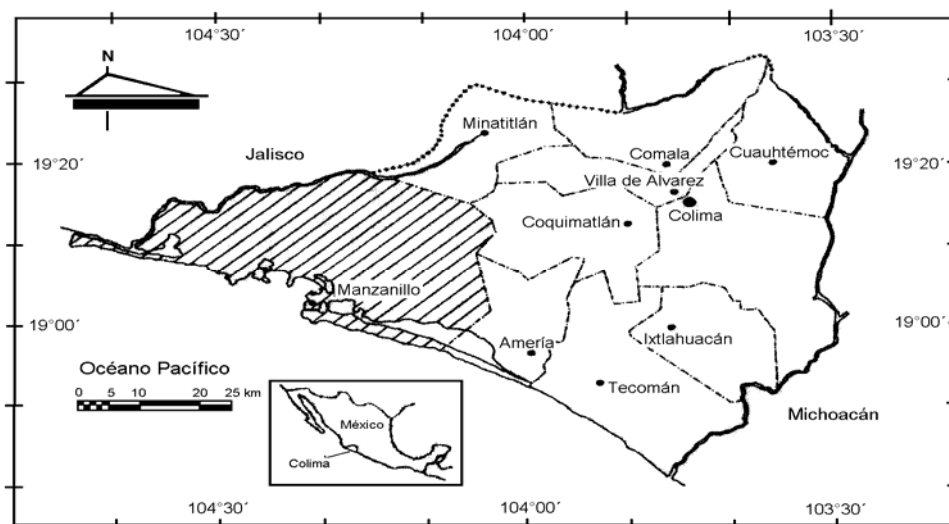 104°30´ 104°00´ 103°30´
N
Minatitlán
Jalisco
Comala
Cuauhtémoc
19°20´ 19°20´
Villa de Alvarez
Colima
Coquimatlán
Manzanillo
19°00´ 19°00´
Amería
Ixtlahuacán
Océano Pacífico
Tecomán
0 5 10 20 25 km
Michoacán
México
Colima
104°30´ 104°00´ 103°30´